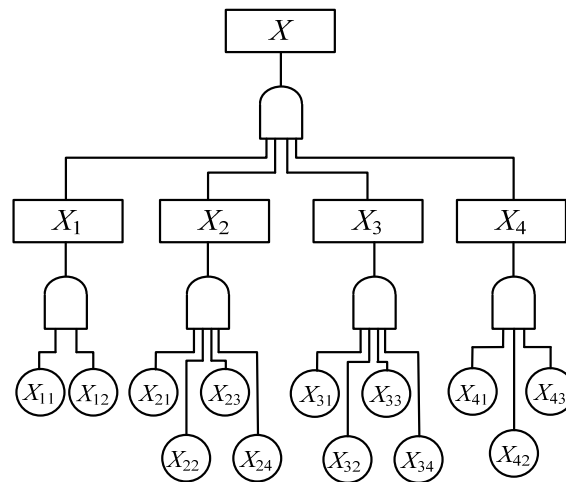 X
X₁ X₂ X₃ X₄
X₁₁ X₁₂ X₂₁ X₂₃ X₃₁ X₃₃ X₄₁ X₄₃
X₂₂ X₂₄ X₃₂ X₃₄ X₄₂